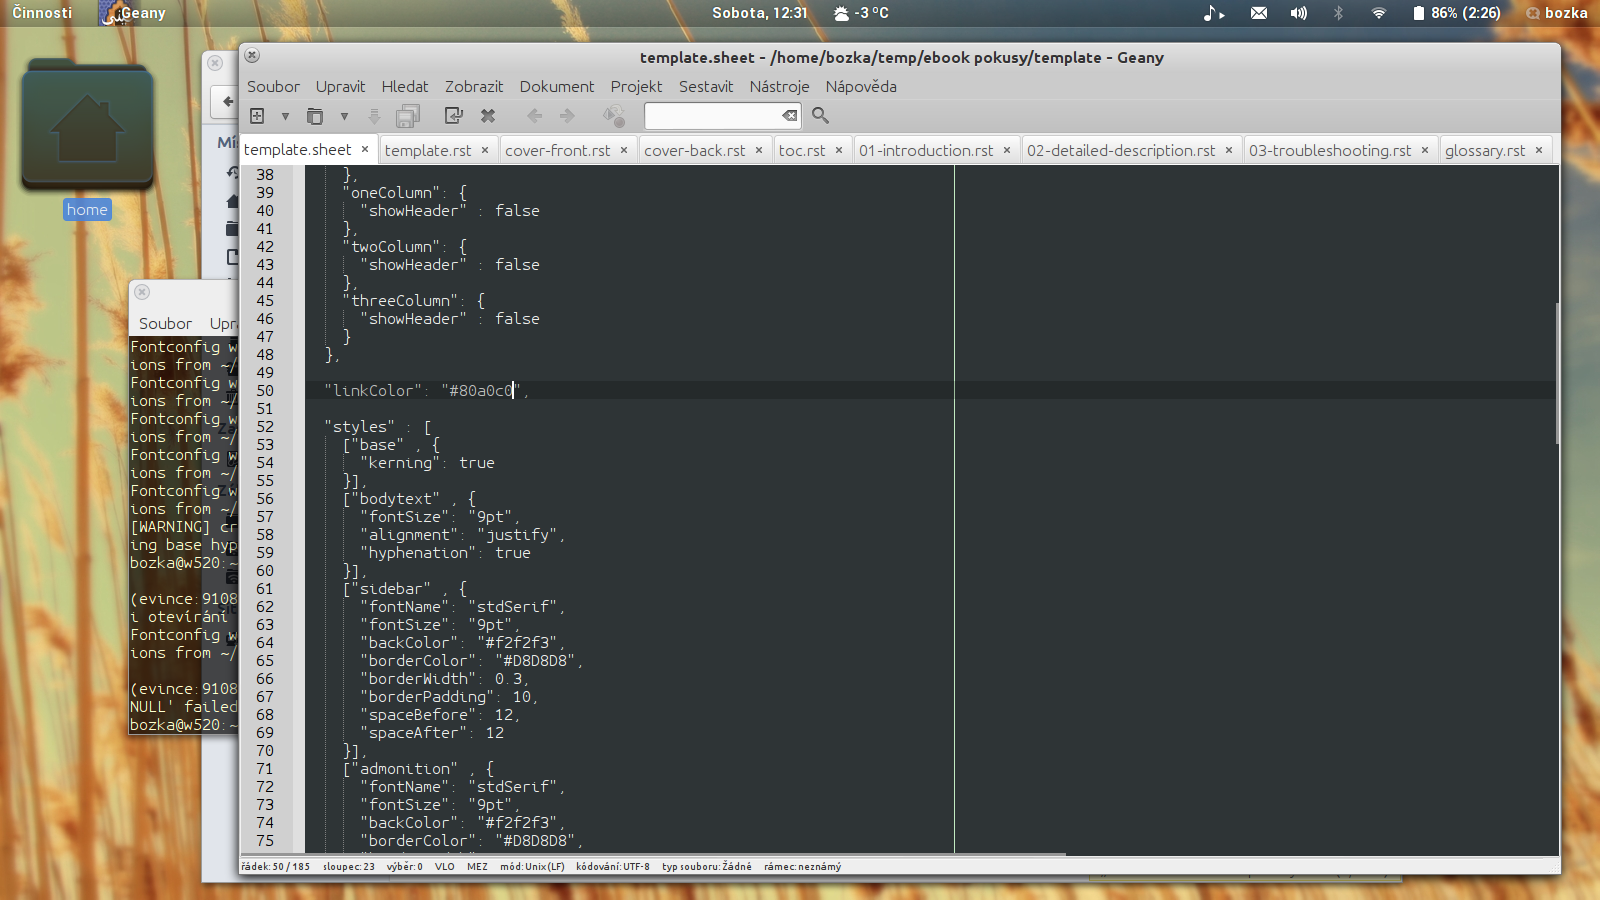 Činnosti
Geany
Sobota, 12:31
-3 °C
86% (2:26)
bozka
home
template.sheet - /home/bozka/temp/ebook pokusy/template - Geany
Soubor Upravit Hledat Zobrazit Dokument Projekt Sestavit Nástroje Nápověda
template.sheet × template.rst × cover-front.rst × cover-back.rst × toc.rst × 01-introduction.rst × 02-detailed-description.rst × 03-troubleshooting.rst × glossary.rst ×
38 },
39 "oneColumn": {
40 "showHeader" : false
41 },
42 "twoColumn": {
43 "showHeader" : false
44 },
45 "threeColumn": {
46 "showHeader" : false
47 }
48 },
49
50 "linkColor": "#80a0c0",
51
52 "styles" : [
53 ["base" , {
54 "kerning": true
55 }],
56 ["bodytext" , {
57 "fontSize": "9pt",
58 "alignment": "justify",
59 "hyphenation": true
60 }],
61 ["sidebar" , {
62 "fontName": "stdSerif",
63 "fontSize": "9pt",
64 "backColor": "#f2f2f3",
65 "borderColor": "#D8D8D8",
66 "borderWidth": 0.3,
67 "borderPadding": 10,
68 "spaceBefore": 12,
69 "spaceAfter": 12
70 }],
71 ["admonition" , {
72 "fontName": "stdSerif",
73 "fontSize": "9pt",
74 "backColor": "#f2f2f3",
75 "borderColor": "#D8D8D8",
řádek: 50 / 185 sloupec: 23 výběr: 0 VLO MEZ mód: Unix (LF) kódování: UTF-8 typ souboru: Žádné rámec: neznámý
Soubor Upra
Fontconfig w
ions from ~/
Fontconfig w
ions from ~/
Fontconfig w
ions from ~/
Fontconfig w
ions from ~/
Fontconfig w
ions from ~/
[WARNING] cr
ing base hyp
bozka@w520:~
(evince:9108
i otevírání
Fontconfig w
ions from ~/
(evince:9108
NULL' failed
bozka@w520:~